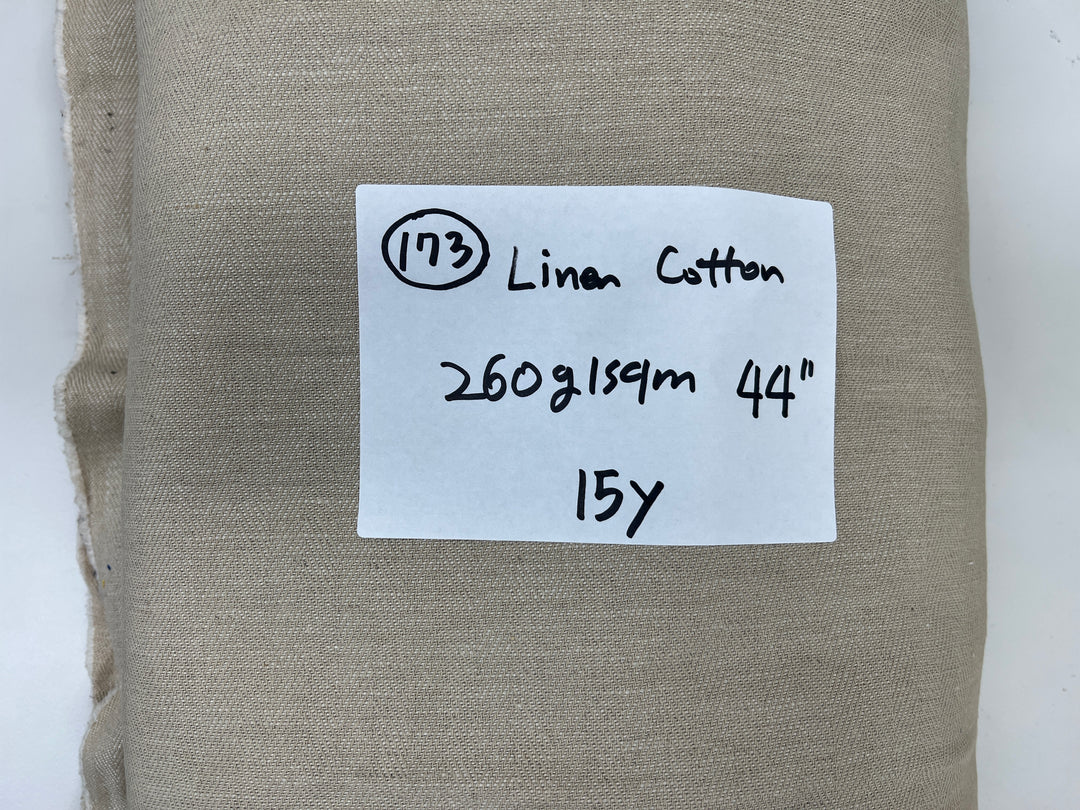 173 Linen Cotton
260g/sqm 44"
15y